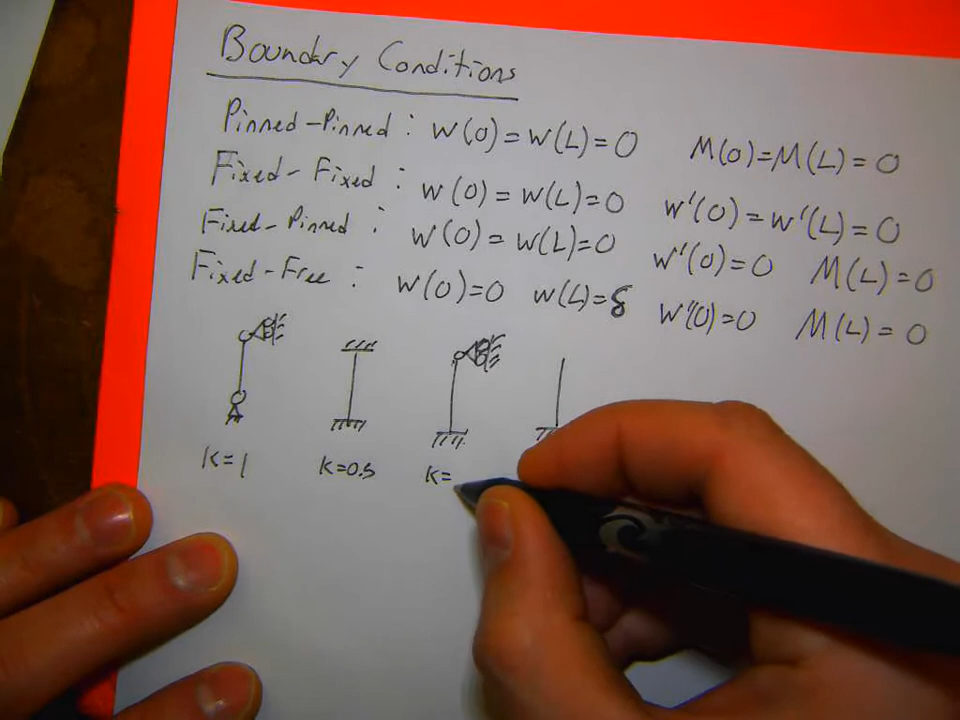 Boundary Conditions
Pinned-Pinned: W(0)=W(L)=0 M(0)=M(L)=0
Fixed-Fixed: W(0)=W(L)=0 W'(0)=W'(L)=0
Fixed-Pinned: W(0)=W(L)=0 W'(0)=0 M(L)=0
Fixed-Free: W(0)=0 W(L)=δ W'(0)=0 M(L)=0
K=1 K=0.5 K=